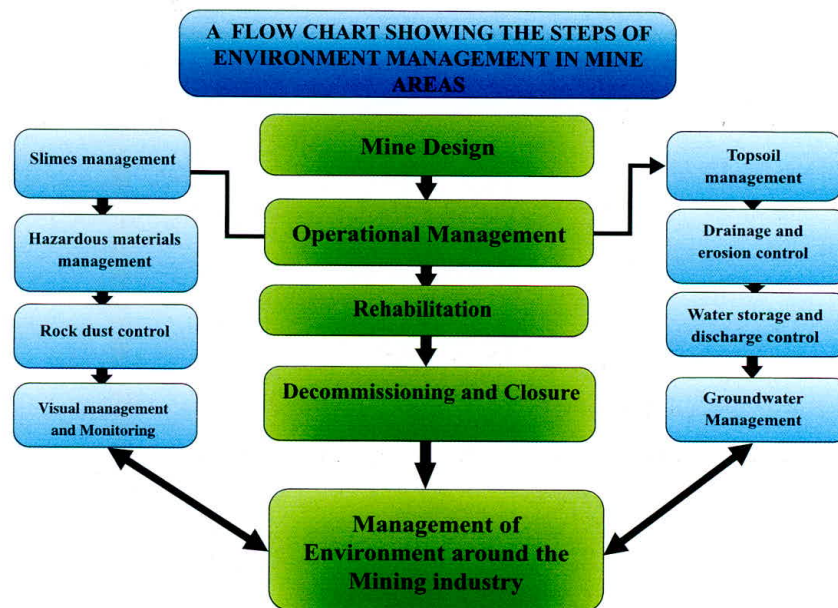 A FLOW CHART SHOWING THE STEPS OF
ENVIRONMENT MANAGEMENT IN MINE
AREAS
Mine Design
Operational Management
Rehabilitation
Decommissioning and Closure
Management of
Environment around the
Mining industry
Slimes management
Hazardous materials
management
Rock dust control
Visual management
and Monitoring
Topsoil
management
Drainage and
erosion control
Water storage and
discharge control
Groundwater
Management